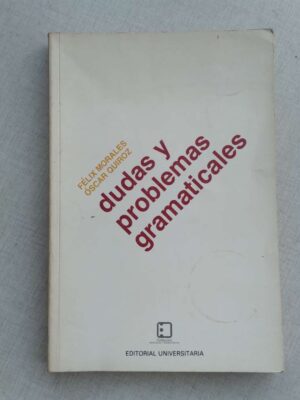 FÉLIX MORALES
ÓSCAR QUIROZ
dudas y
problemas
gramaticales
EDITORIAL UNIVERSITARIA